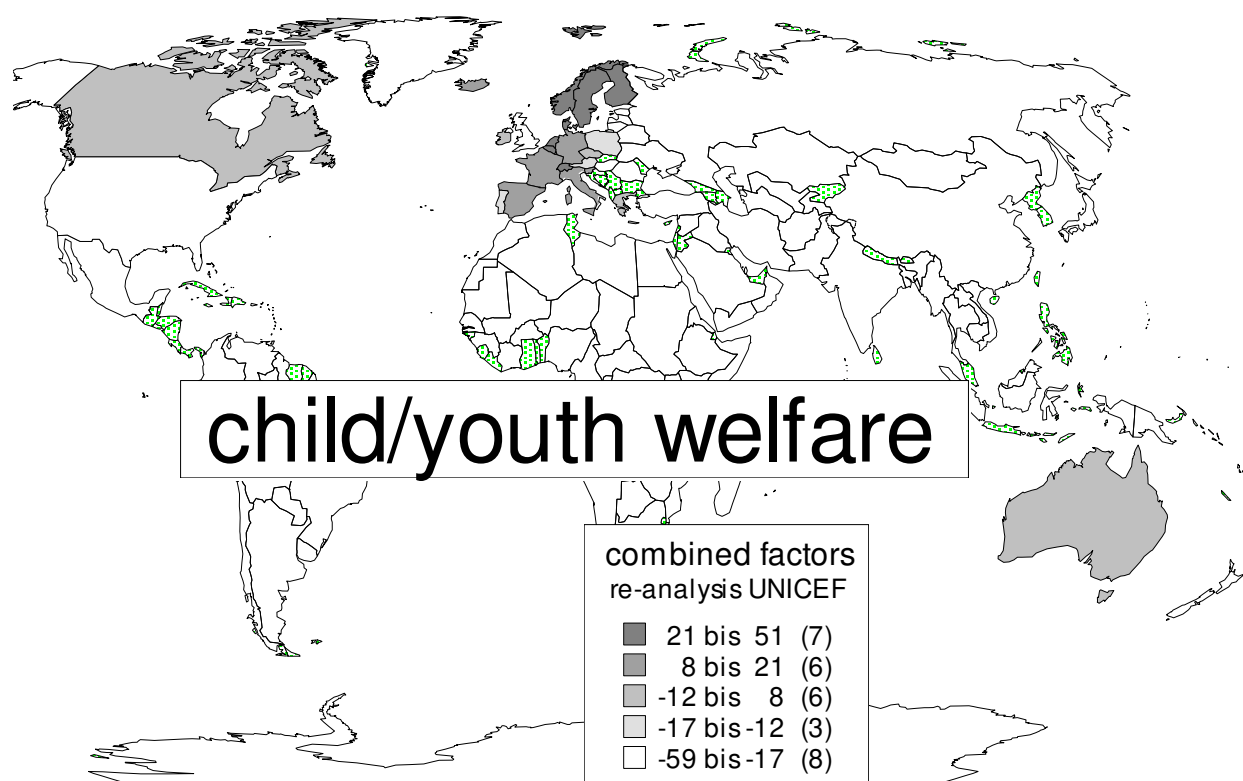 child/youth welfare
combined factors
re-analysis UNICEF
21 bis 51 (7)
8 bis 21 (6)
-12 bis 8 (6)
-17 bis -12 (3)
-59 bis -17 (8)